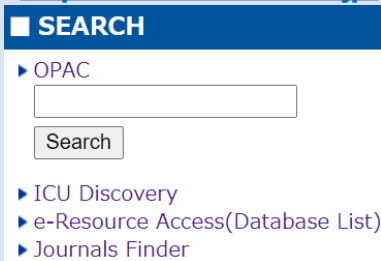 SEARCH
OPAC
Search
ICU Discovery
e-Resource Access(Database List)
Journals Finder